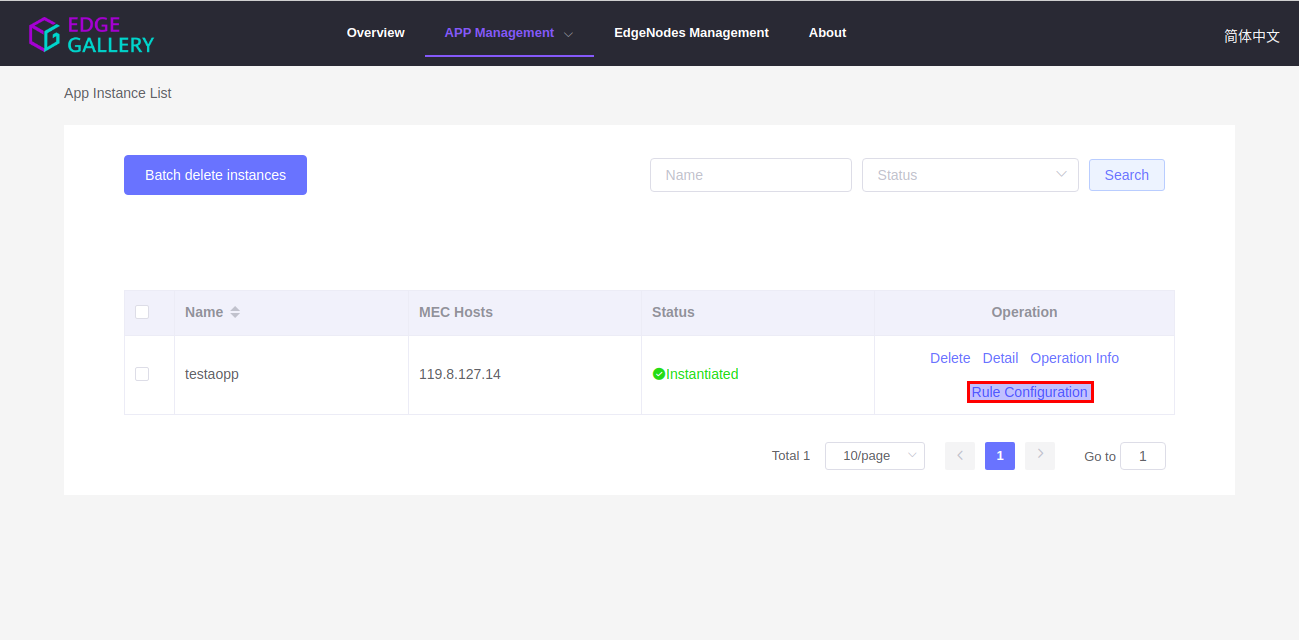 EDGE
GALLERY
Overview
APP Management
EdgeNodes Management
About
简体中文
App Instance List
Batch delete instances
Name
Status
Search
Name
MEC Hosts
Status
Operation
testaopp
119.8.127.14
Instantiated
Delete
Detail
Operation Info
Rule Configuration
Total 1
10/page
1
Go to
1